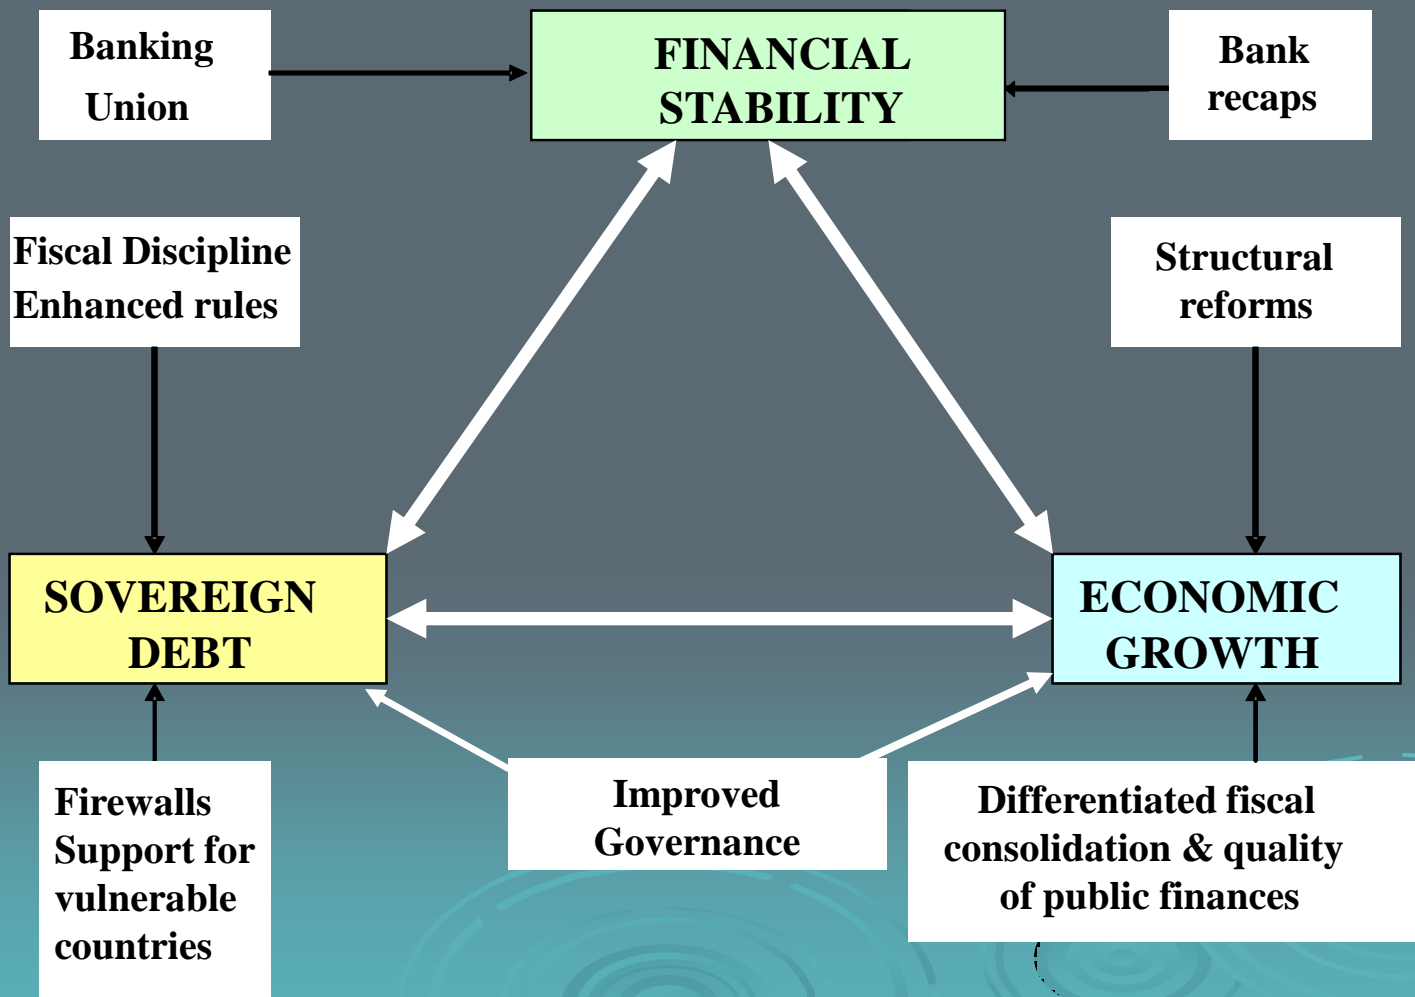 Banking
Union
FINANCIAL
STABILITY
Bank
recaps
Fiscal Discipline
Enhanced rules
Structural
reforms
SOVEREIGN
DEBT
ECONOMIC
GROWTH
Firewalls
Support for
vulnerable
countries
Improved
Governance
Differentiated fiscal
consolidation & quality
of public finances